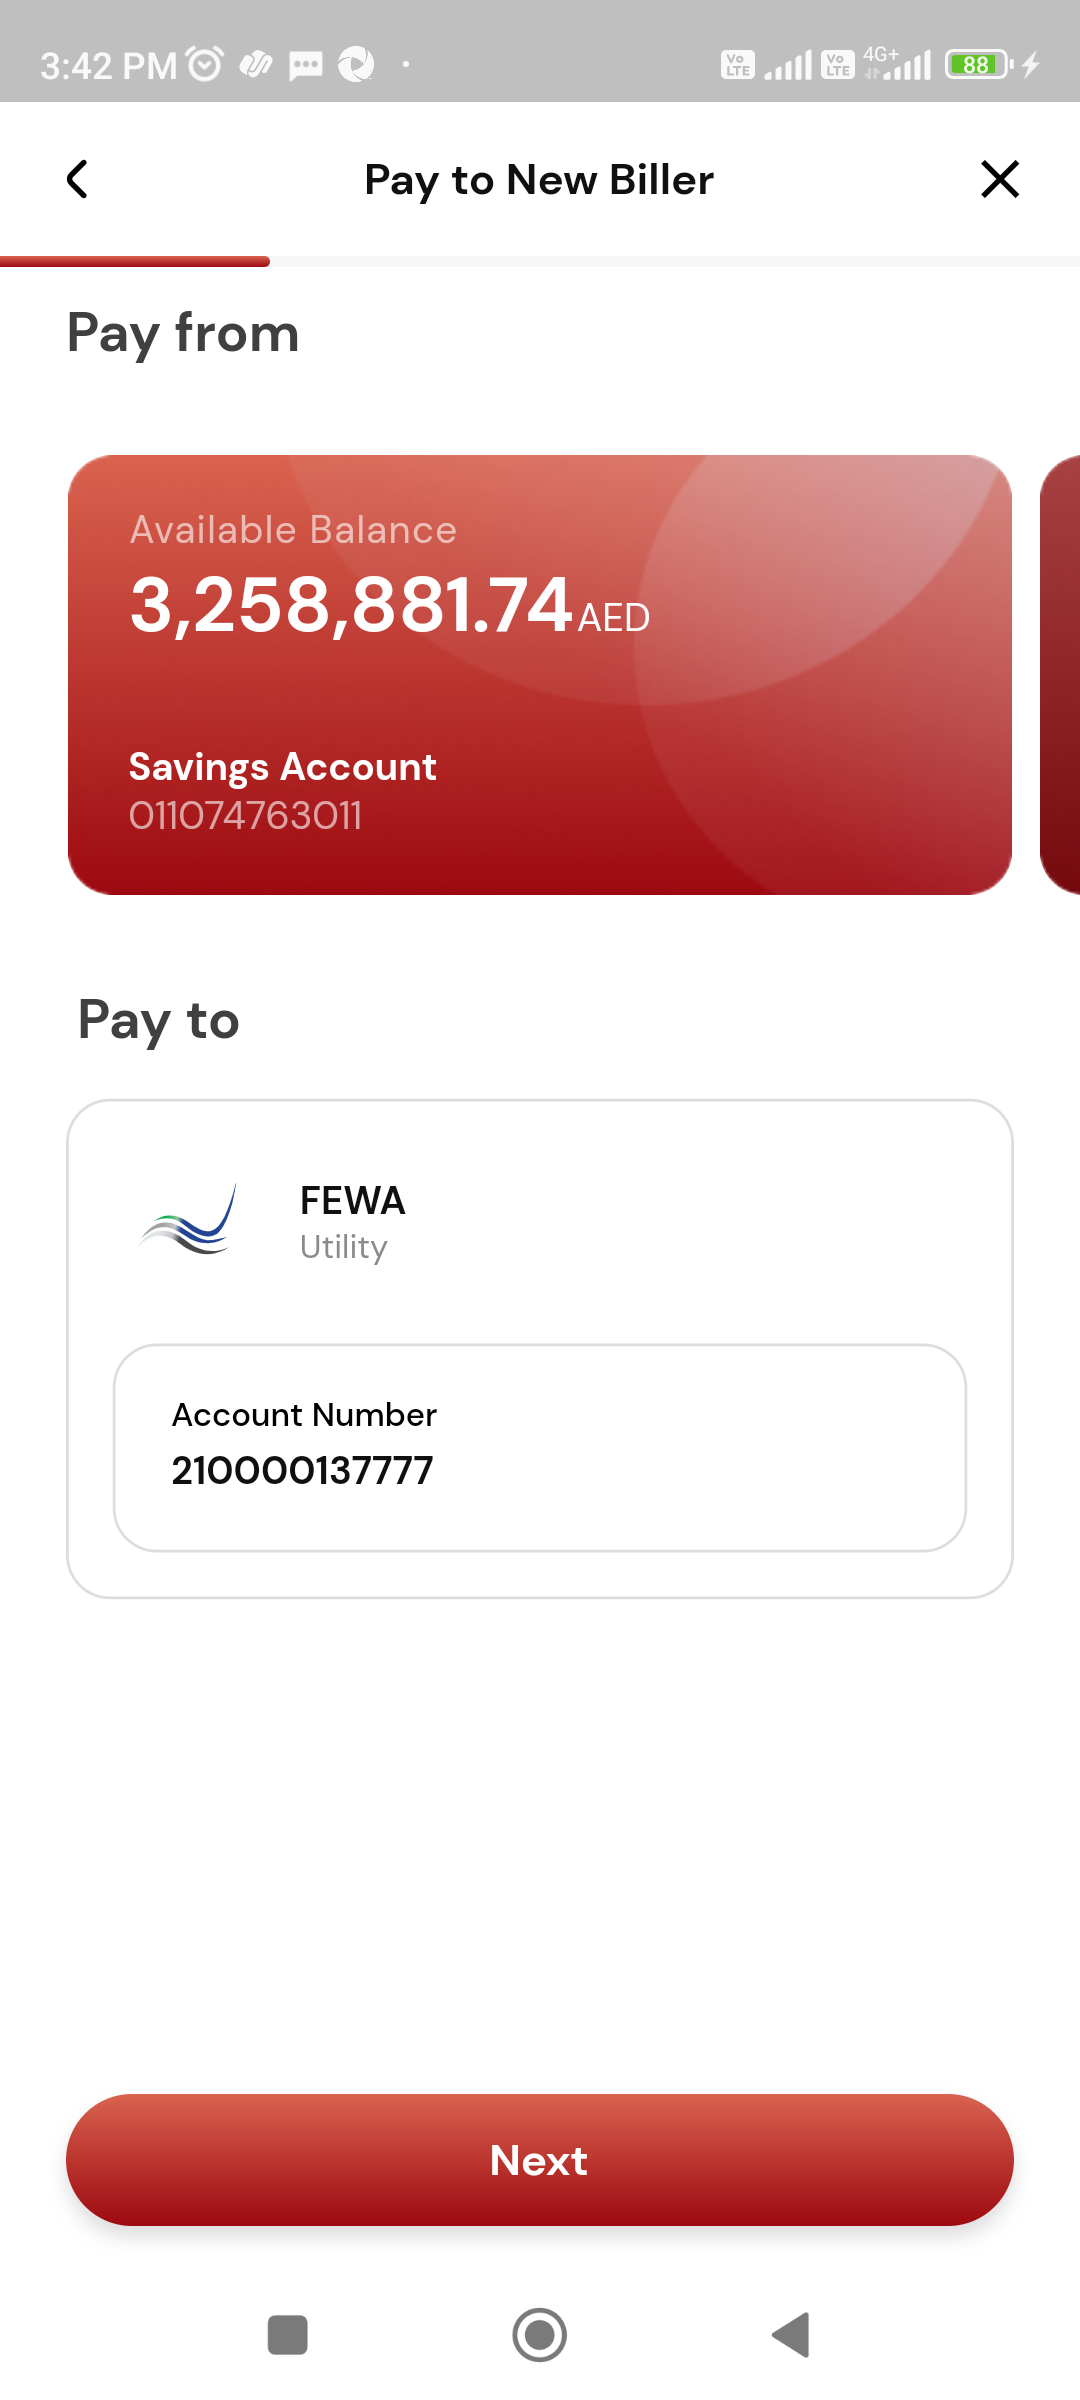 3:42 PM
Vo LTE
Vo LTE
4G+
88
Pay to New Biller
Pay from
Available Balance
3,258,881.74 AED
Savings Account
011074763011
Pay to
FEWA
Utility
Account Number
210000137777
Next